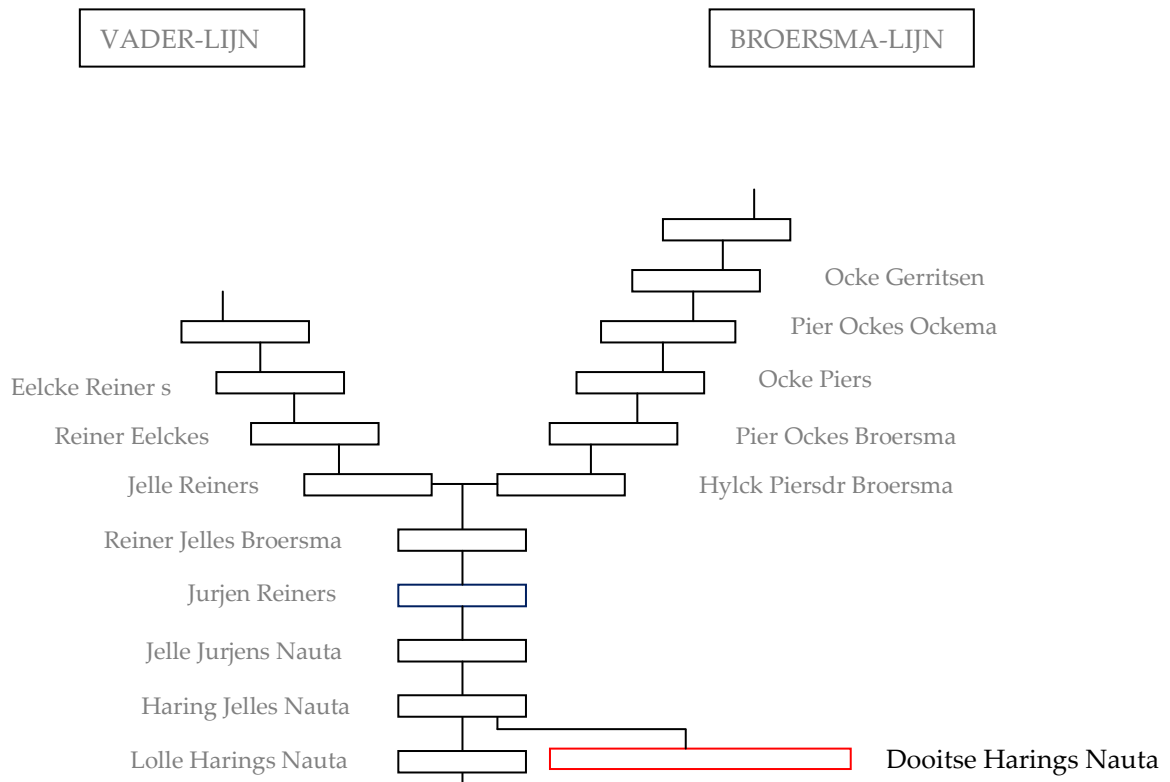 VADER-LIJN
BROERSMA-LIJN
Ocke Gerritsen
Pier Ockes Ockema
Eelcke Reiner s
Ocke Piers
Reiner Eelckes
Pier Ockes Broersma
Jelle Reiners
Hylck Piersdr Broersma
Reiner Jelles Broersma
Jurjen Reiners
Jelle Jurjens Nauta
Haring Jelles Nauta
Lolle Harings Nauta
Dooitse Harings Nauta